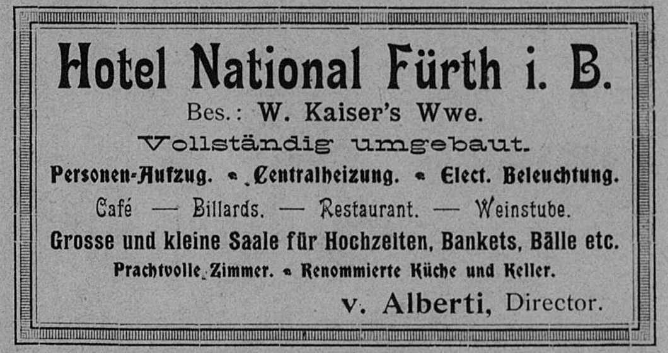 Hotel National Fürth i. B.
Bes.: W. Kaiser's Wwe.
Vollständig umgebaut.
Personen-Aufzug. • Centralheizung. • Elect. Beleuchtung.
Café — Billards. — Restaurant. — Weinstube.
Grosse und kleine Saale für Hochzeiten, Bankets, Bälle etc.
Prachtvolle Zimmer. • Renommierte Küche und Keller.
v. Alberti, Director.